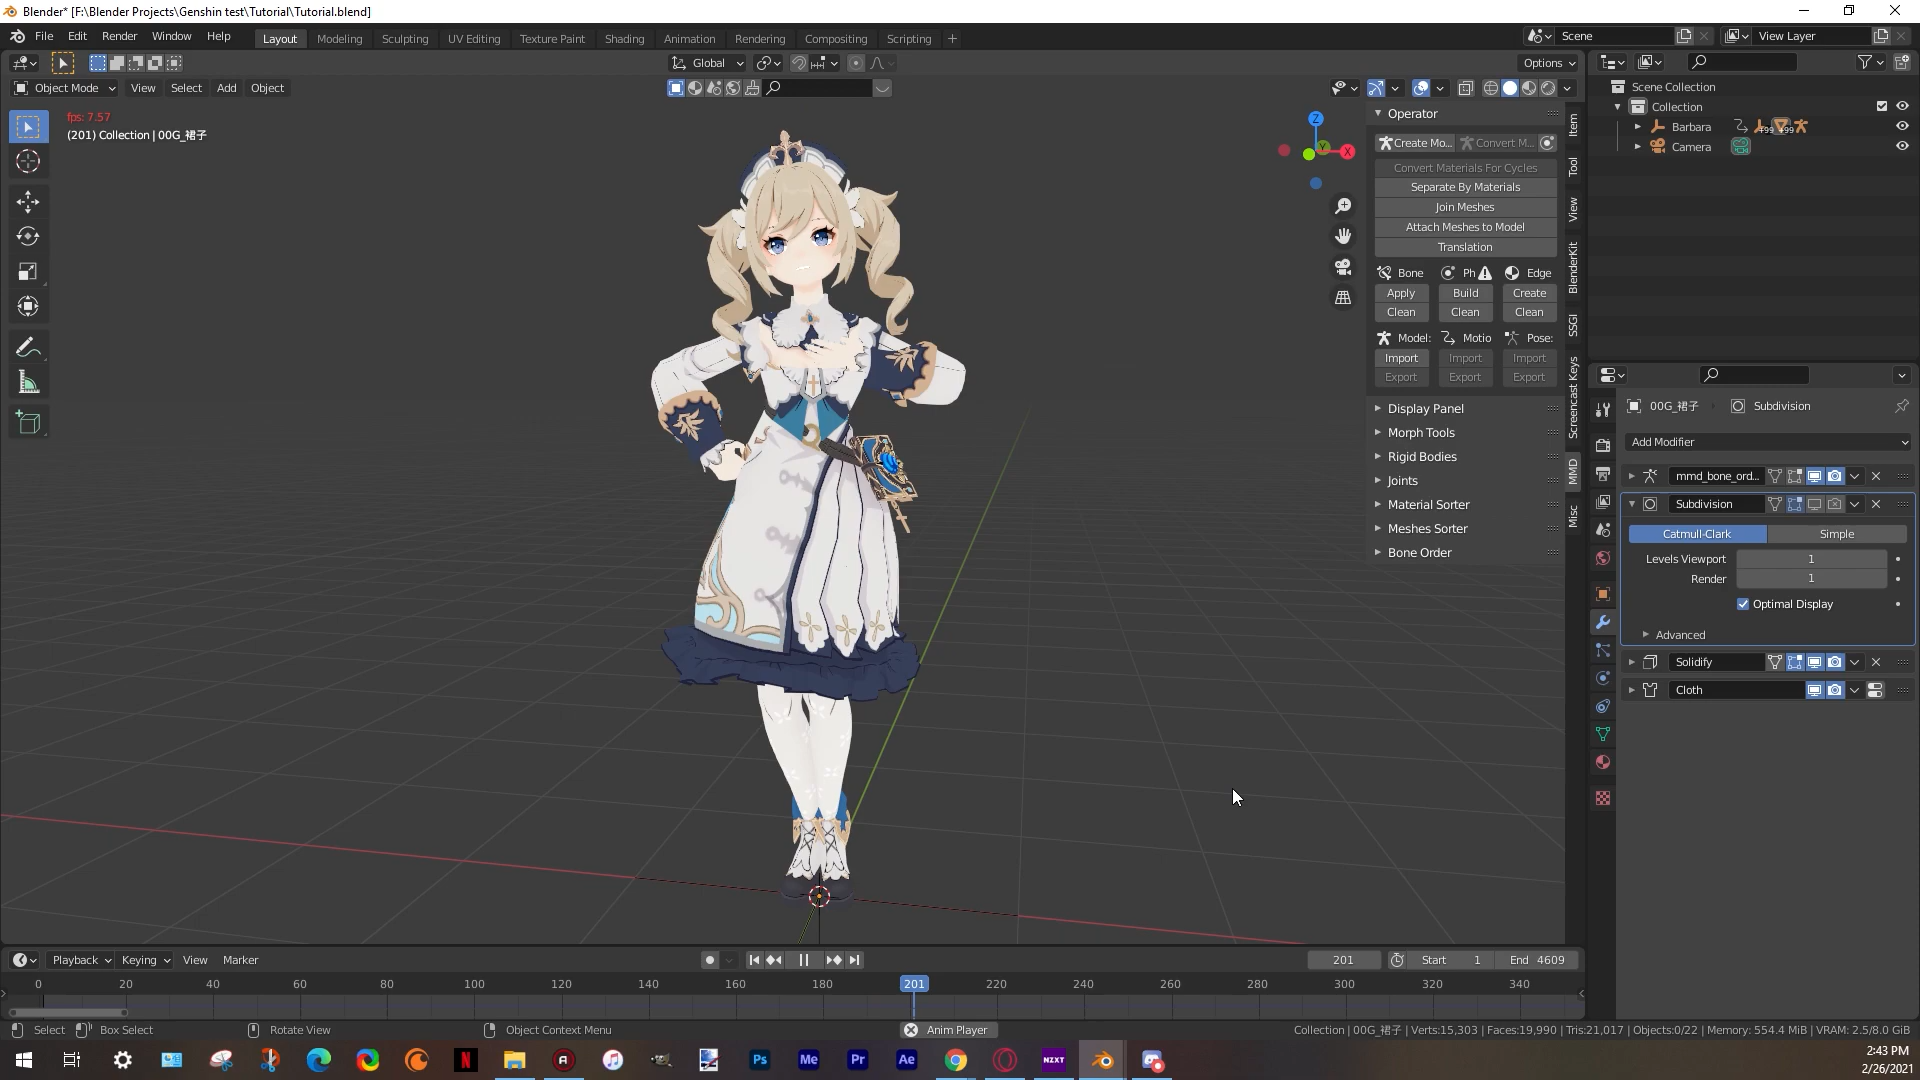 Blender* [F:\Blender Projects\Genshin test\Tutorial\Tutorial.blend]
File Edit Render Window Help Layout Modeling Sculpting UV Editing Texture Paint Shading Animation Rendering Compositing Scripting + Scene View Layer
Global Options
Object Mode View Select Add Object
fps: 7.57
(201) Collection | 00G_裙子
Z
Y
X
Operator
Create Mo... Convert M...
Convert Materials For Cycles
Separate By Materials
Join Meshes
Attach Meshes to Model
Translation
Bone Ph Edge
Apply Build Create
Clean Clean Clean
Model: Motio Pose:
Import Import Import
Export Export Export
Display Panel
Morph Tools
Rigid Bodies
Joints
Material Sorter
Meshes Sorter
Bone Order
Item
Tool
View
BlenderKit
SSGI
Screencast Keys
MMD
Misc
Scene Collection
Collection
Barbara +99 +99
Camera
00G_裙子 Subdivision
Add Modifier
mmd_bone_ord...
Subdivision
Catmull-Clark Simple
Levels Viewport 1
Render 1
Optimal Display
Advanced
Solidify
Cloth
Playback Keying View Marker 201 Start 1 End 4609
0 20 40 60 80 100 120 140 160 180 201 220 240 260 280 300 320 340
Select Box Select Rotate View Object Context Menu Anim Player Collection | 00G_裙子 | Verts:15,303 | Faces:19,990 | Tris:21,017 | Objects:0/22 | Memory: 554.4 MiB | VRAM: 2.5/8.0 GiB
N Ps Me Pr Ae NZXT
2:43 PM
2/26/2021